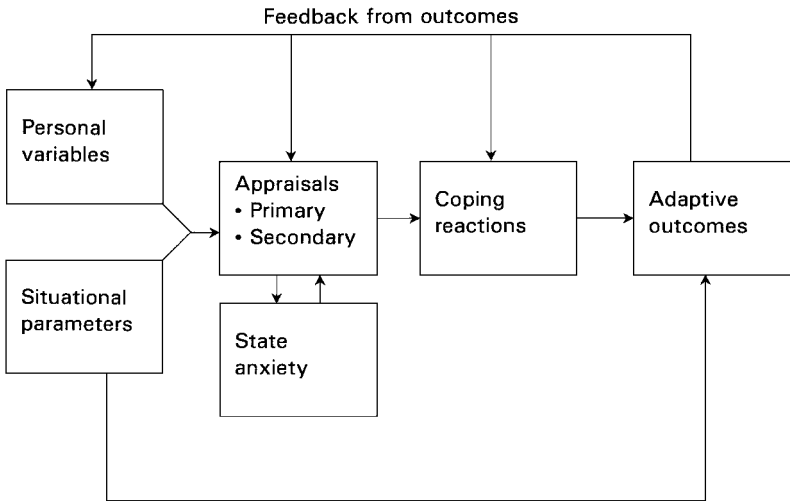 Feedback from outcomes
Personal
variables
Appraisals
• Primary
• Secondary
Coping
reactions
Adaptive
outcomes
Situational
parameters
State
anxiety